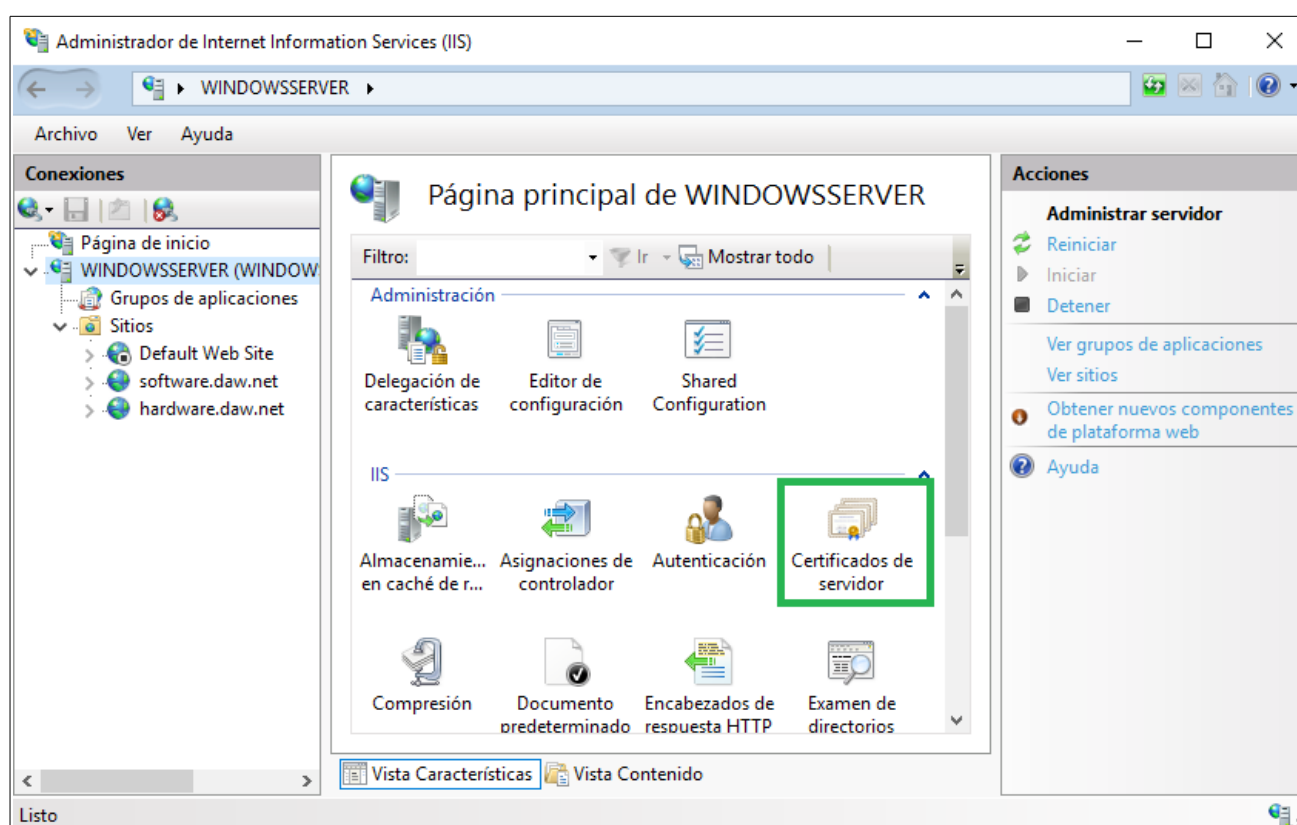 Administrador de Internet Information Services (IIS)
WINDOWSSERVER
Archivo Ver Ayuda
Conexiones
Página de inicio
WINDOWSSERVER (WINDOW
Grupos de aplicaciones
Sitios
Default Web Site
software.daw.net
hardware.daw.net
Página principal de WINDOWSSERVER
Filtro: Ir Mostrar todo
Administración
Delegación de características
Editor de configuración
Shared Configuration
IIS
Almacenamie... en caché de r...
Asignaciones de controlador
Autenticación
Certificados de servidor
Compresión
Documento predeterminado
Encabezados de respuesta HTTP
Examen de directorios
Vista Características Vista Contenido
Acciones
Administrar servidor
Reiniciar
Iniciar
Detener
Ver grupos de aplicaciones
Ver sitios
Obtener nuevos componentes
de plataforma web
Ayuda
Listo